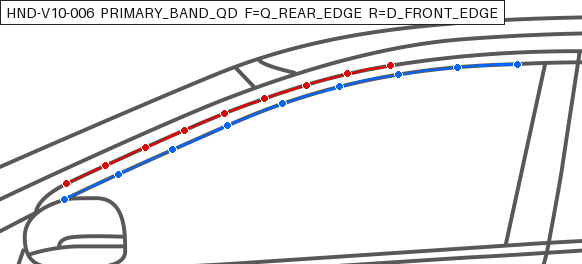 HND-V10-006 PRIMARY_BAND_QD F=Q_REAR_EDGE R=D_FRONT_EDGE